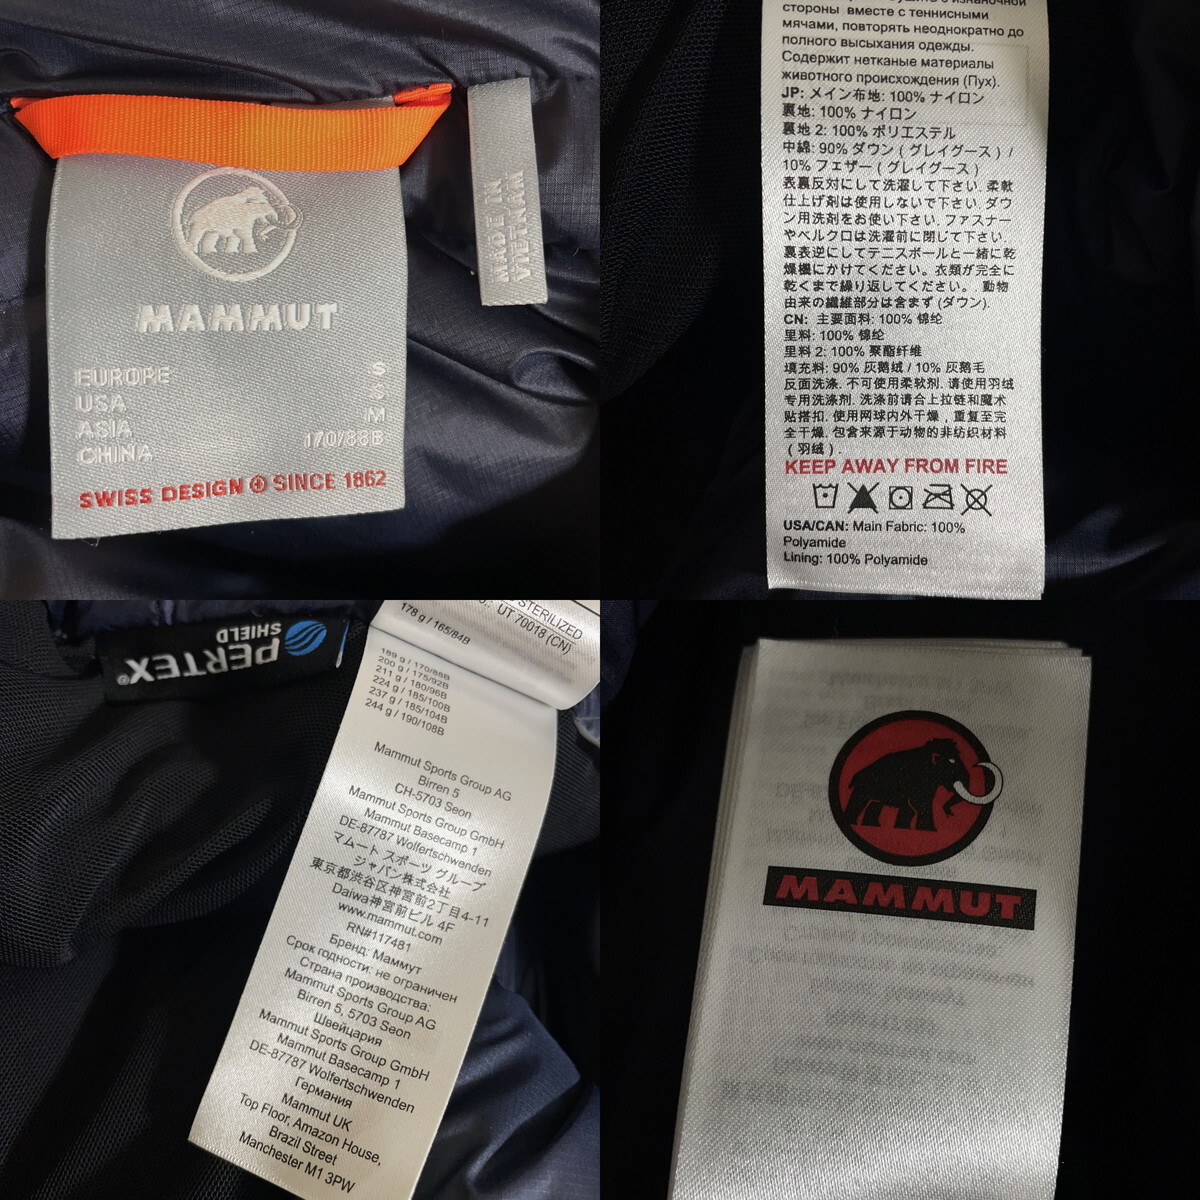 MAMMUT
EUROPE S
USA S
ASIA M
CHINA 170/88B
SWISS DESIGN SINCE 1862
MADE IN
VIETNAM
стороны вместе с теннисными
мячами, повторять неоднократно до
полного высыхания одежды.
Содержит нетканые материалы
животного происхождения (Пух).
JP: メイン布地: 100% ナイロン
裏地: 100% ナイロン
裏地 2: 100% ポリエステル
中綿: 90% ダウン ( グレイグース ) /
10% フェザー ( グレイグース )
表裏反対にして洗濯して下さい. 柔軟
仕上げ剤は使用しないで下さい. ダウ
ン用洗剤をお使い下さい. ファスナー
やベルクロは洗濯前に閉じて下さい.
裏表逆にしてテニスボールと一緒に乾
燥機にかけてください。衣類が完全に
乾くまで繰り返してください。. 動物
由来の繊維部分は含まず (ダウン).
CN: 主要面料: 100% 锦纶
里料: 100% 锦纶
里料 2: 100% 聚酯纤维
填充料: 90% 灰鹅绒 / 10% 灰鹅毛
反面洗涤. 不可使用柔软剂. 请使用羽绒
专用洗涤剂. 洗涤前请合上拉链和魔术
贴搭扣. 使用网球内外干燥，重复至完
全干燥. 包含来源于动物的非纺织材料
( 羽绒 ) .
KEEP AWAY FROM FIRE
USA/CAN: Main Fabric: 100%
Polyamide
Lining: 100% Polyamide
PERTEX®
SHIELD
STERILIZED
UT 70018 (CN)
178 g / 165/84B
189 g / 170/88B
200 g / 175/92B
211 g / 180/96B
224 g / 185/100B
237 g / 185/104B
244 g / 190/108B
Mammut Sports Group AG
Birren 5
CH-5703 Seon
Mammut Sports Group GmbH
Mammut Basecamp 1
DE-87787 Wolfertschwenden
マムート スポーツ グループ
ジャパン株式会社
東京都渋谷区神宮前2丁目4-11
Daiwa神宮前ビル 4F
www.mammut.com
RN#117481
Бренд: Маммут
Срок годности: не ограничен
Страна производства:
Mammut Sports Group AG
Birren 5, 5703 Seon
Швейцария
Mammut Sports Group GmbH
Mammut Basecamp 1
DE-87787 Wolfertschwenden
Германия
Mammut UK
Top Floor, Amazon House,
Brazil Street
Manchester M1 3PW
MAMMUT